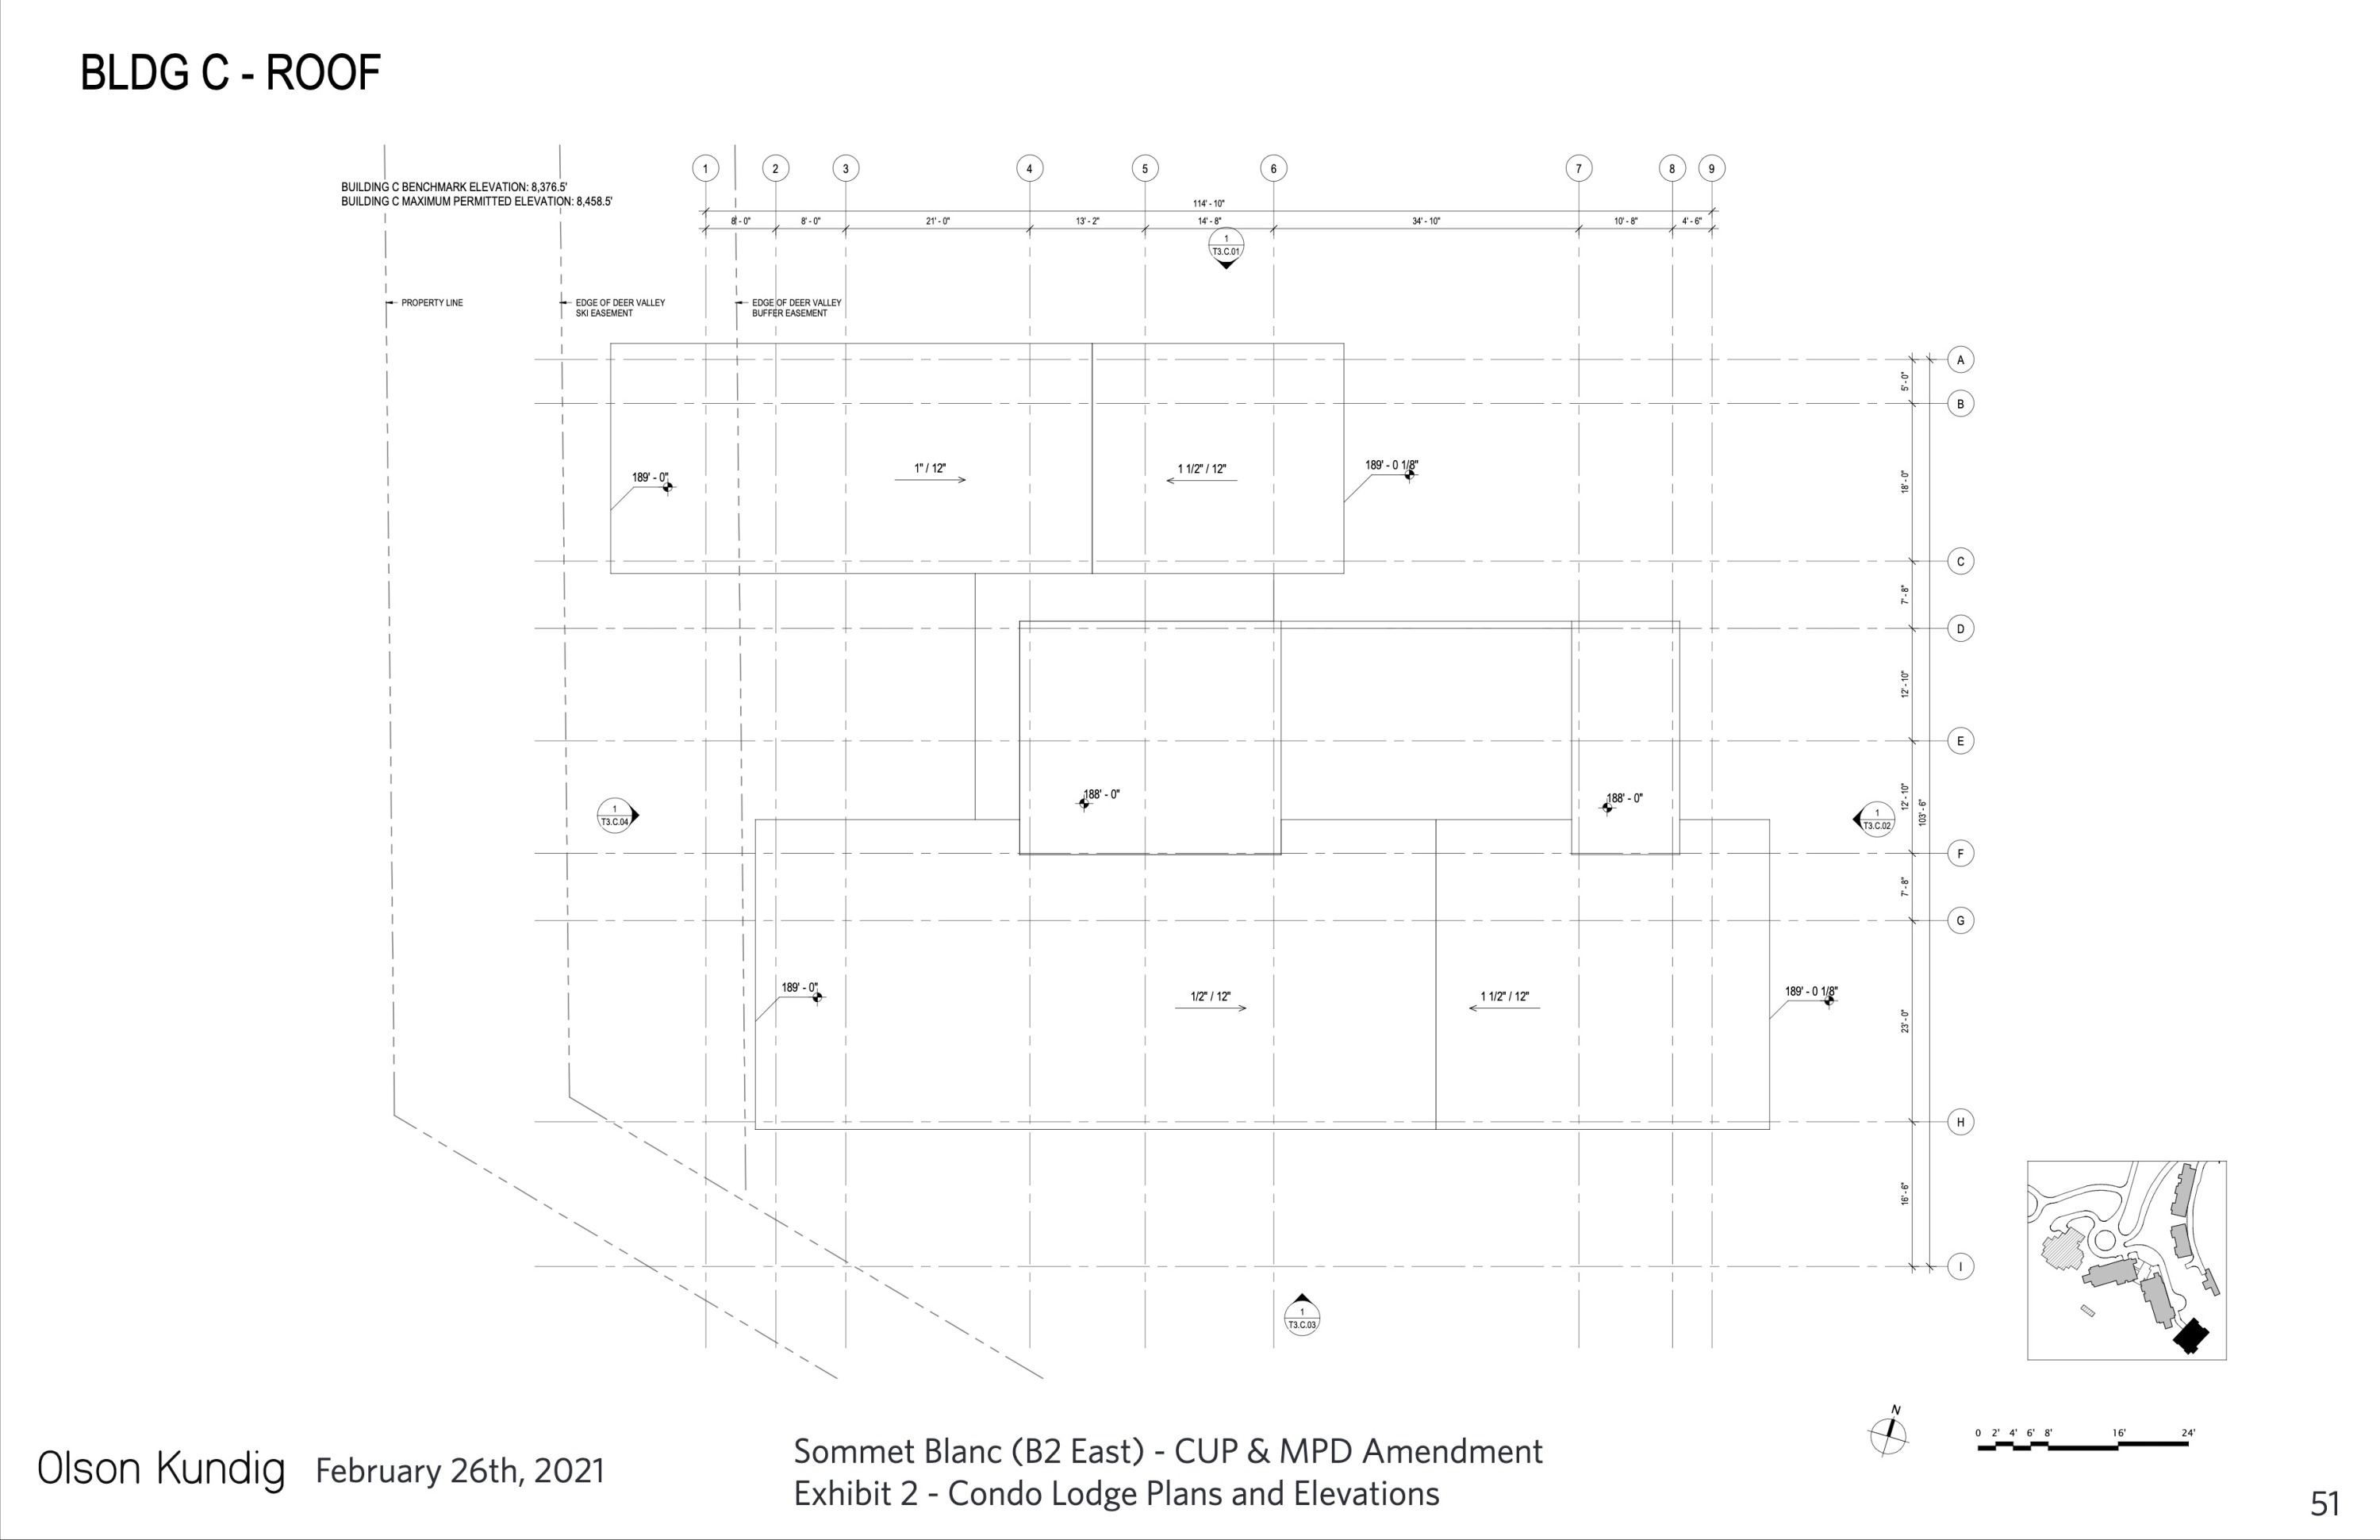 BLDG C - ROOF
BUILDING C BENCHMARK ELEVATION: 8,376.5'
BUILDING C MAXIMUM PERMITTED ELEVATION: 8,458.5'
1
2
3
4
5
6
7
8
9
114' - 10"
8' - 0"
8' - 0"
21' - 0"
13' - 2"
14' - 8"
34' - 10"
10' - 8"
4' - 6"
1
T3.C.01
PROPERTY LINE
EDGE OF DEER VALLEY
SKI EASEMENT
EDGE OF DEER VALLEY
BUFFER EASEMENT
A
5' - 0"
B
18' - 0"
189' - 0"
1" / 12"
1 1/2" / 12"
189' - 0 1/8"
C
7' - 8"
D
12' - 10"
E
12' - 10"
103' - 6"
188' - 0"
188' - 0"
1
T3.C.04
1
T3.C.02
F
7' - 8"
G
189' - 0"
1/2" / 12"
1 1/2" / 12"
189' - 0 1/8"
23' - 0"
H
16' - 6"
I
1
T3.C.03
N
0 2' 4' 6' 8' 16' 24'
Olson Kundig February 26th, 2021
Sommet Blanc (B2 East) - CUP & MPD Amendment
Exhibit 2 - Condo Lodge Plans and Elevations
51